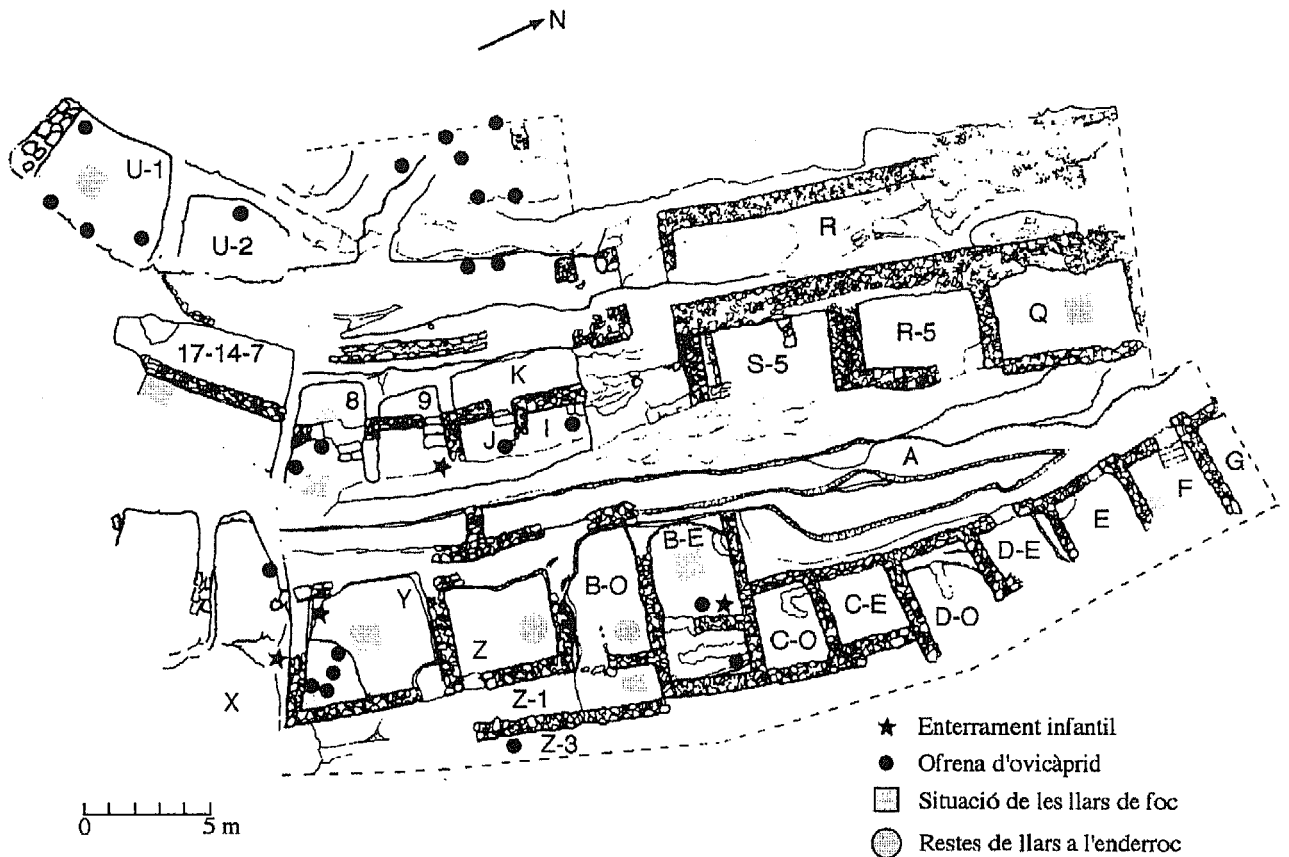 N
U-1
U-2
R
17-14-7
K
S-5
R-5
Q
8
9
J
I
A
G
F
E
B-E
D-E
B-O
Y
C-E
D-O
C-O
Z
X
Z-1
Z-3
Enterrament infantil
Ofrena d'ovicàprid
Situació de les llars de foc
Restes de llars a l'enderroc
0 5 m